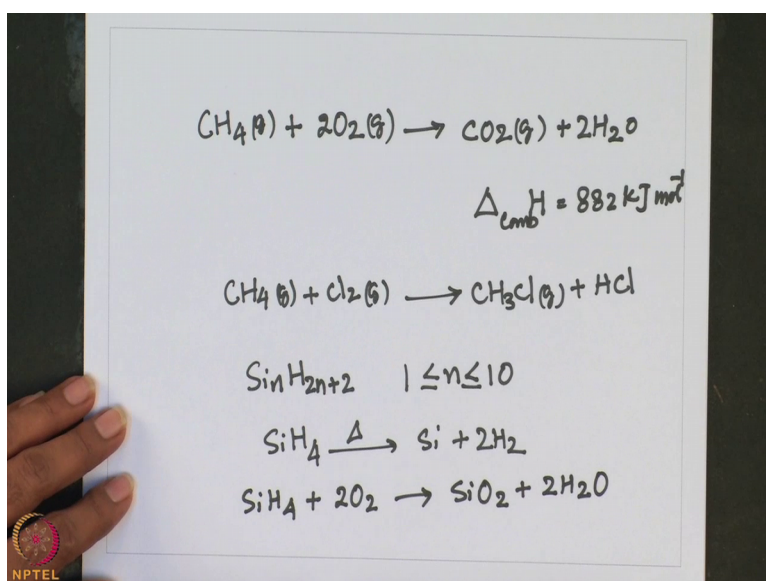 CH4(g) + 2O2(g) → CO2(g) + 2H2O
ΔcombH = 882 kJ mol⁻¹
CH4(g) + Cl2(g) → CH3Cl(g) + HCl
SinH2n+2 1 ≤ n ≤ 10
SiH4 Δ→ Si + 2H2
SiH4 + 2O2 → SiO2 + 2H2O
NPTEL